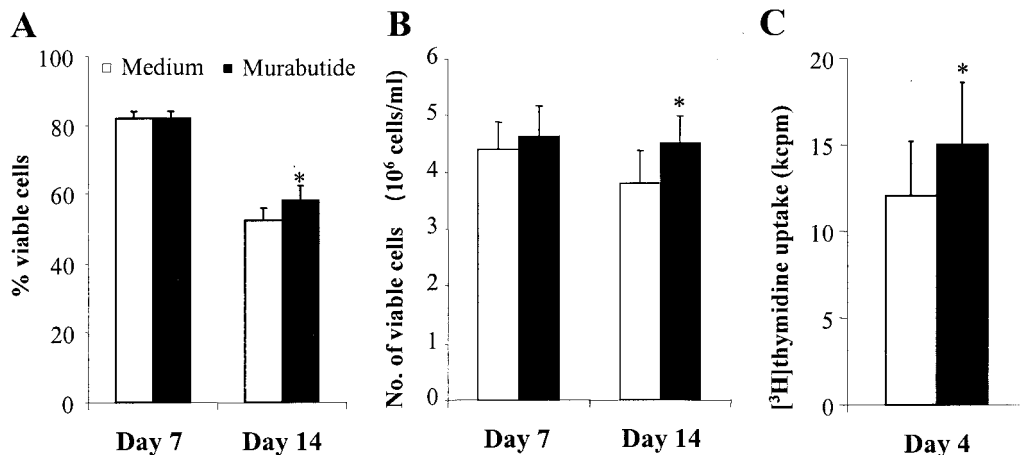 A
% viable cells
100
80
60
40
20
0
Medium
Murabutide
*
Day 7
Day 14
B
No. of viable cells (10⁶ cells/ml)
6
5
4
3
2
1
0
*
Day 7
Day 14
C
[³H]thymidine uptake (kcpm)
20
15
10
5
0
*
Day 4